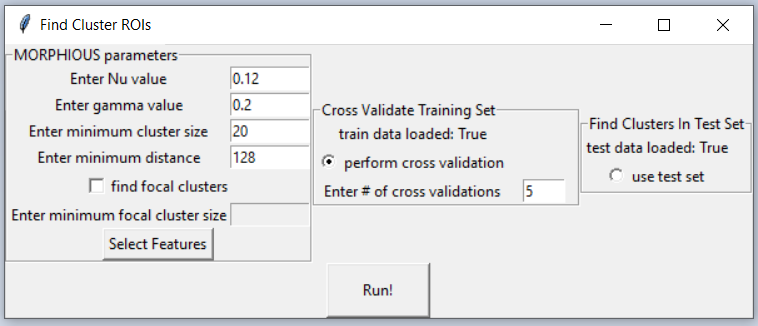 Find Cluster ROIs
MORPHIOUS parameters
Enter Nu value 0.12
Enter gamma value 0.2
Enter minimum cluster size 20
Enter minimum distance 128
find focal clusters
Enter minimum focal cluster size
Select Features
Cross Validate Training Set
train data loaded: True
perform cross validation
Enter # of cross validations 5
Find Clusters In Test Set
test data loaded: True
use test set
Run!